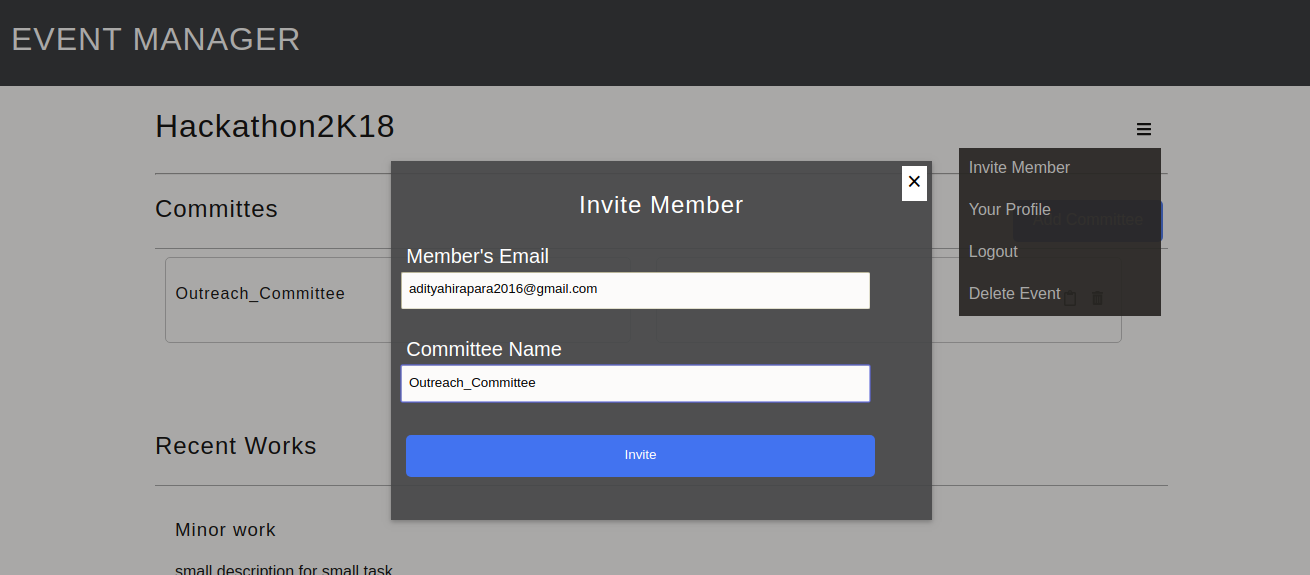 EVENT MANAGER
Hackathon2K18
Invite Member
Your Profile
Logout
Delete Event
Committes
Outreach_Committee
×
Invite Member
Member's Email
adityahirapara2016@gmail.com
Committee Name
Outreach_Committee
Invite
Recent Works
Minor work
small description for small task